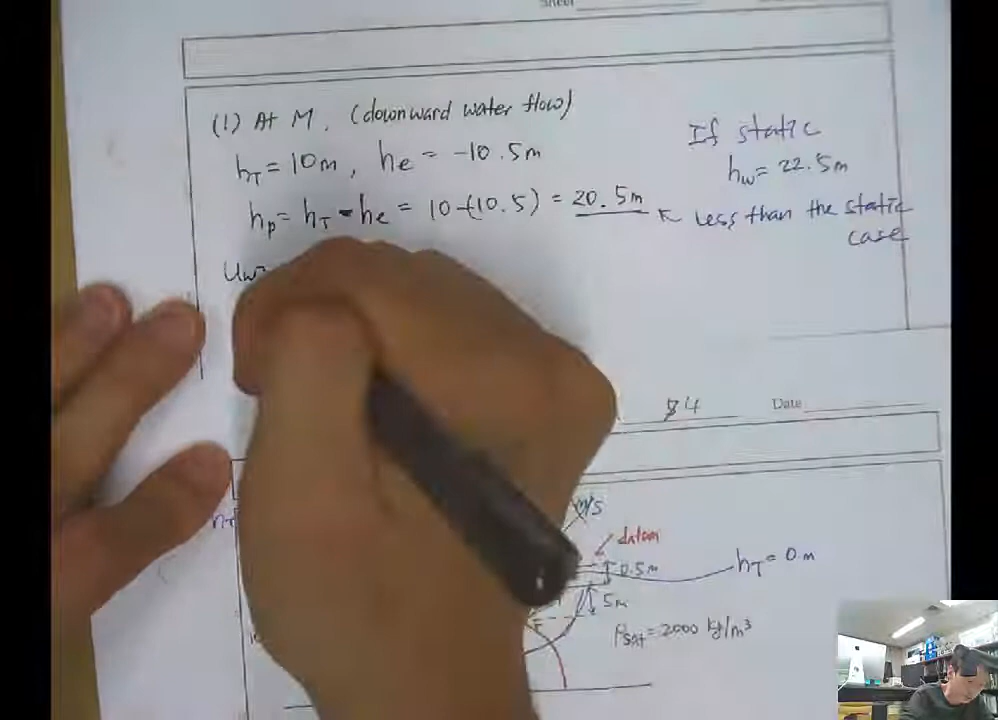 Sheet
(1) At M, (downward water flow)
hT = 10m, he = -10.5m
hp = hT - he = 10-(10.5) = 20.5m
Uw=
If static
hw = 22.5m
less than the static
case
84
Date
datum
0.5m
hT = 0 m
5m
ρsat = 2000 kg/m³